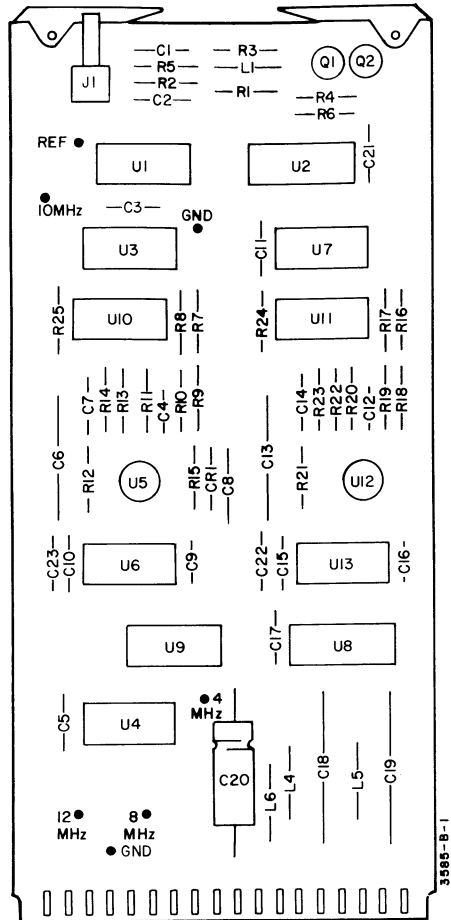 C1 R3
R5 L1
R2 R1
C2
J1
Q1 Q2
R4
R6
REF
U1 U2 C21
10MHz
C3 GND
U3 C11 U7
R25 U10 R8 R7 R24 U11 R17 R16
C7 R14 R13 R11 C4 R10 R9 C14 R23 R22 R20 C12 R19 R18
C6 R12 U5 R15 CR1 C8 C13 R21 U12
C23 C10 U6 C9 C22 C15 U13 C16
U9 C17 U8
4
MHz
C5 U4
C20 L6 L4 C18 L5 C19
12 8
MHz MHz
GND
3585-B-1